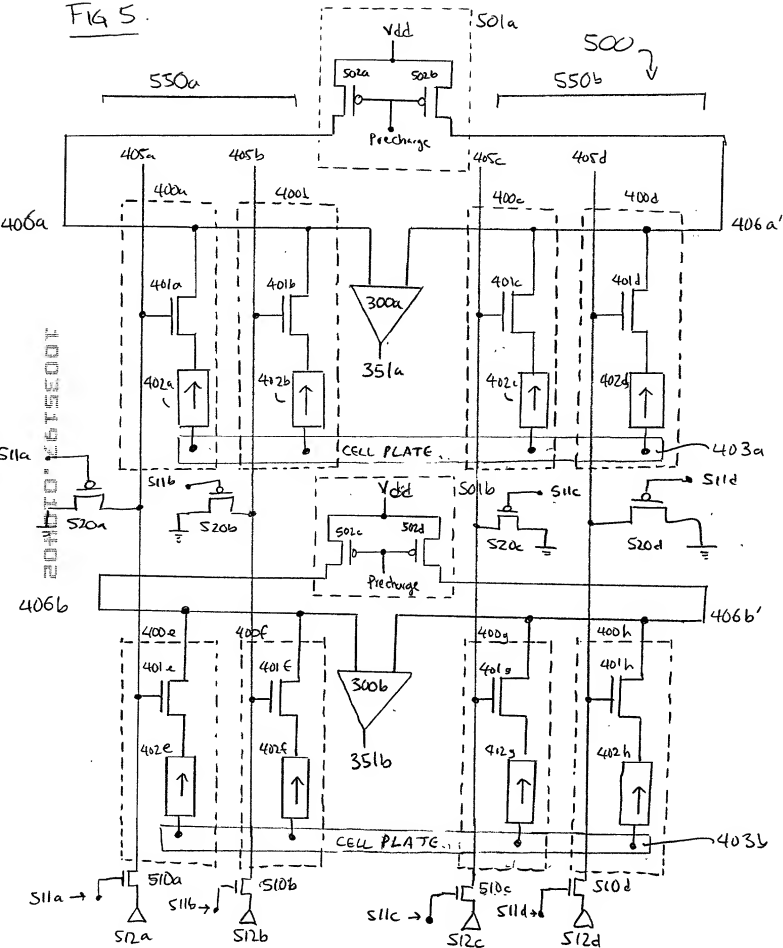 FIG 5.
501a
Vdd
500
550a
502a
502b
550b
Precharge
405a
405b
405c
405d
400a
400b
400c
400d
406a
406a'
401a
401b
300a
401c
401d
351a
402a
402b
402c
402d
CELL PLATE
403a
511a
511b
Vdd
501b
511c
511d
520a
520b
502c
502d
520c
520d
Precharge
406b
406b'
400e
400f
400g
400h
401e
401f
300b
401g
401h
351b
402e
402f
402g
402h
CELL PLATE
403b
510a
510b
510c
510d
511a
511b
511c
511d
512a
512b
512c
512d